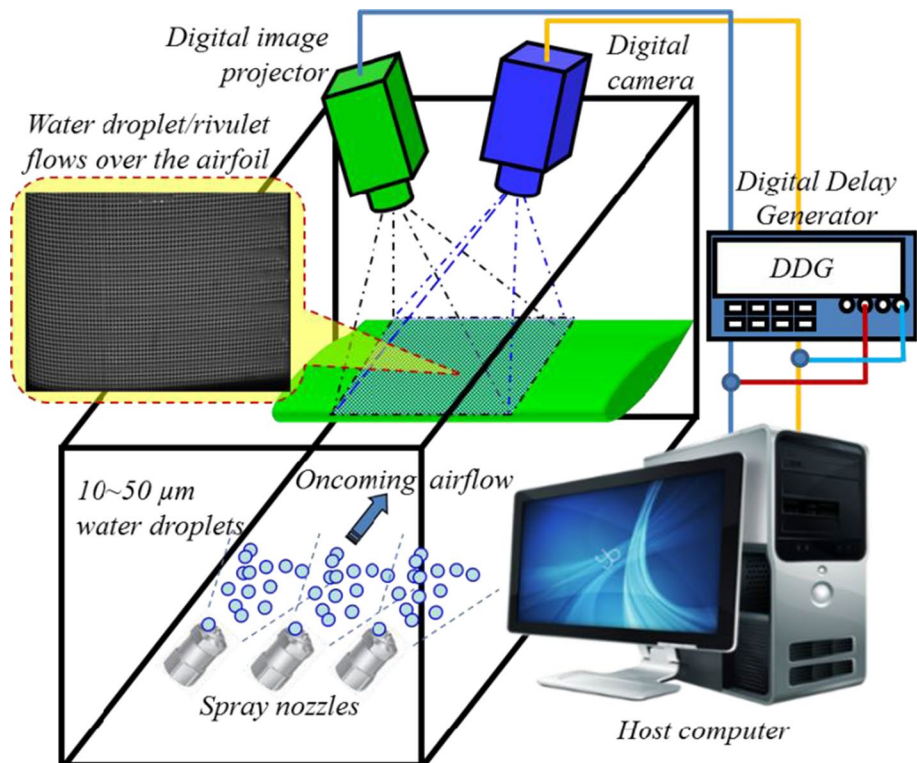 Digital image
projector
Digital
camera
Water droplet/rivulet
flows over the airfoil
Digital Delay
Generator
DDG
10~50 µm
water droplets
Oncoming airflow
Spray nozzles
Host computer